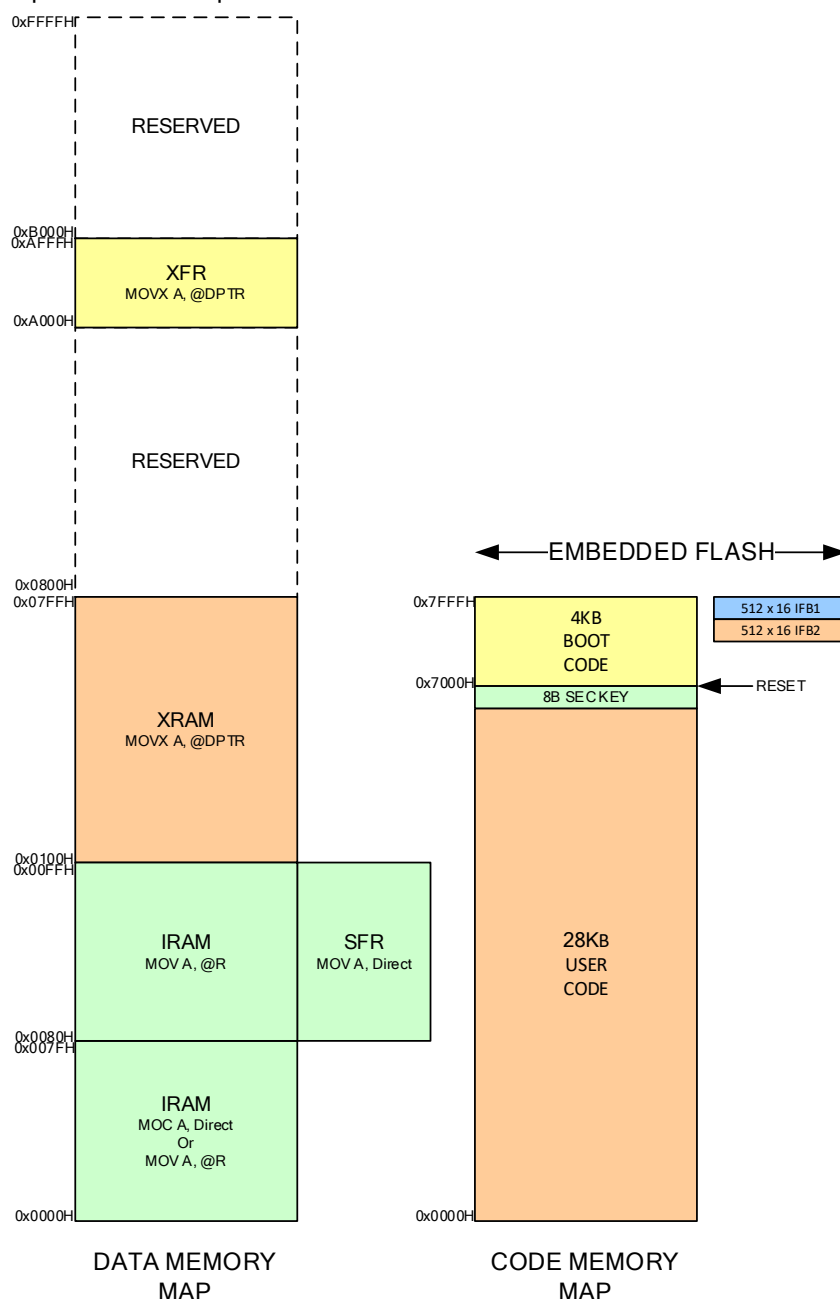 0xFFFFH
RESERVED
0xB000H
0xAFFFH
XFR
MOVX A, @DPTR
0xA000H
RESERVED
0x0800H
0x07FFH
XRAM
MOVX A, @DPTR
0x0100H
0x00FFH
IRAM
MOV A, @R
SFR
MOV A, Direct
0x0080H
0x007FH
IRAM
MOC A, Direct
Or
MOV A, @R
0x0000H
DATA MEMORY
MAP
EMBEDDED FLASH
0x7FFFH
4KB
BOOT
CODE
512 x 16 IFB1
512 x 16 IFB2
0x7000H
RESET
8B SECKEY
28KB
USER
CODE
0x0000H
CODE MEMORY
MAP